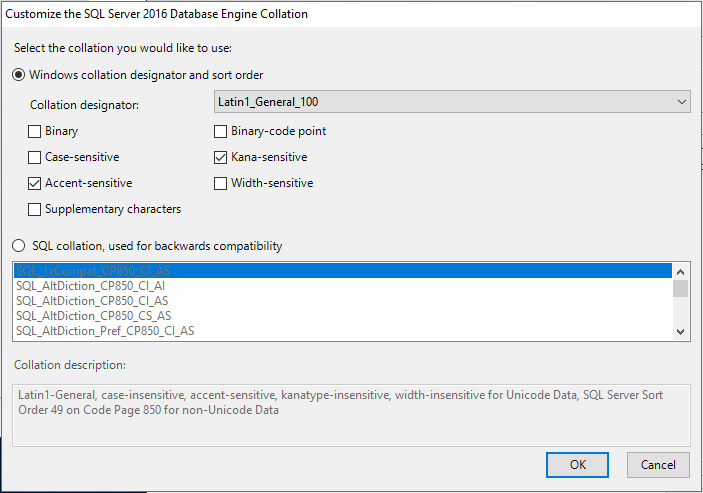 Customize the SQL Server 2016 Database Engine Collation
Select the collation you would like to use:
Windows collation designator and sort order
Collation designator:
Latin1_General_100
Binary
Binary-code point
Case-sensitive
Kana-sensitive
Accent-sensitive
Width-sensitive
Supplementary characters
SQL collation, used for backwards compatibility
SQL_1xCompat_CP850_CI_AS
SQL_AltDiction_CP850_CI_AI
SQL_AltDiction_CP850_CI_AS
SQL_AltDiction_CP850_CS_AS
SQL_AltDiction_Pref_CP850_CI_AS
Collation description:
Latin1-General, case-insensitive, accent-sensitive, kanatype-insensitive, width-insensitive for Unicode Data, SQL Server Sort
Order 49 on Code Page 850 for non-Unicode Data
OK
Cancel